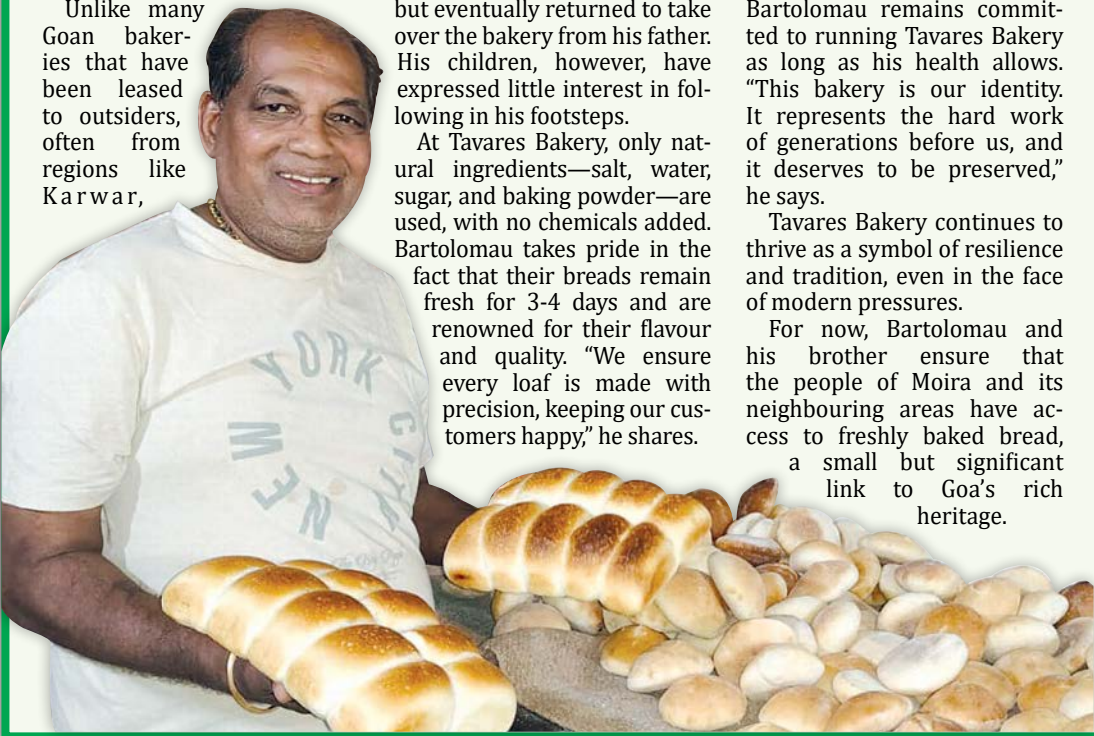 Unlike many
Goan baker-
ies that have
been leased
to outsiders,
often from
regions like
Karwar,
but eventually returned to take
over the bakery from his father.
His children, however, have
expressed little interest in fol-
lowing in his footsteps.
At Tavares Bakery, only nat-
ural ingredients—salt, water,
sugar, and baking powder—are
used, with no chemicals added.
Bartolomau takes pride in the
fact that their breads remain
fresh for 3-4 days and are
renowned for their flavour
and quality. “We ensure
every loaf is made with
precision, keeping our cus-
tomers happy,” he shares.
Bartolomau remains commit-
ted to running Tavares Bakery
as long as his health allows.
“This bakery is our identity.
It represents the hard work
of generations before us, and
it deserves to be preserved,”
he says.
Tavares Bakery continues to
thrive as a symbol of resilience
and tradition, even in the face
of modern pressures.
For now, Bartolomau and
his brother ensure that
the people of Moira and its
neighbouring areas have ac-
cess to freshly baked bread,
a small but significant
link to Goa’s rich
heritage.
NEW YORK CITY